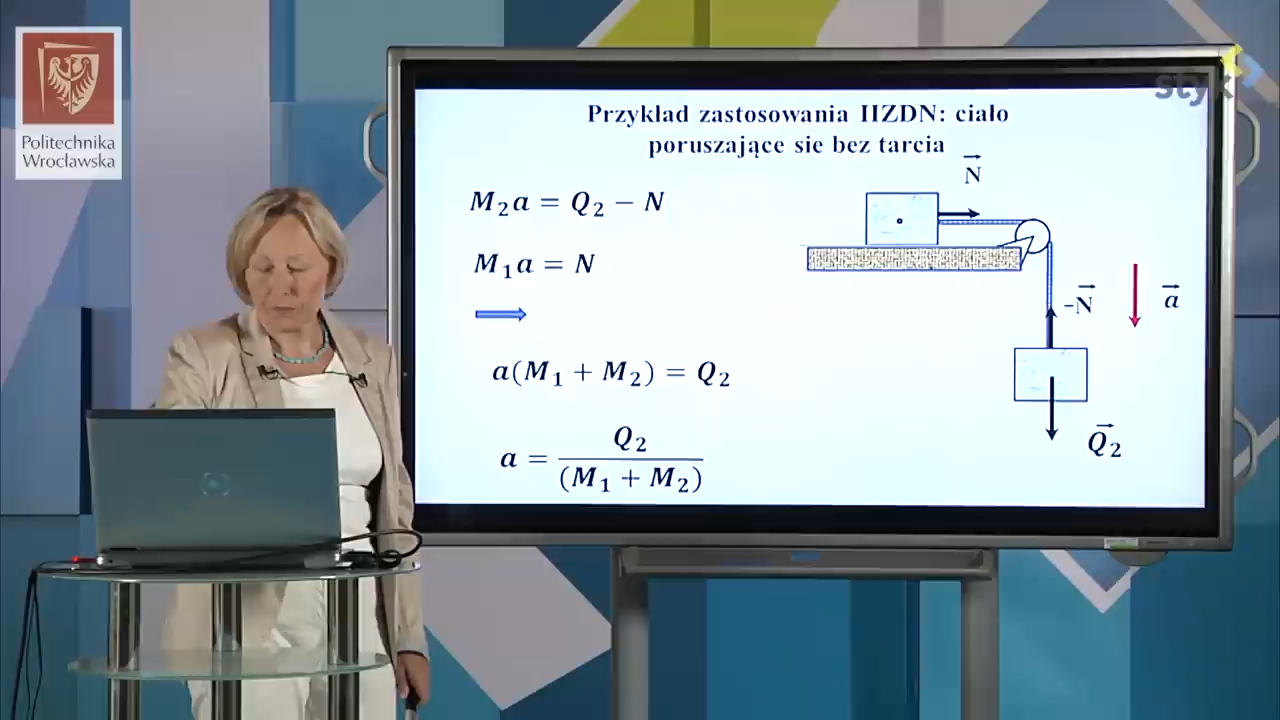 Politechnika
Wrocławska
styk
Przykład zastosowania IIZDN: ciało
poruszające sie bez tarcia
M₂a = Q₂ − N
M₁a = N
a(M₁ + M₂) = Q₂
a = Q₂ / (M₁ + M₂)
N⃗
-N⃗
a⃗
Q⃗₂